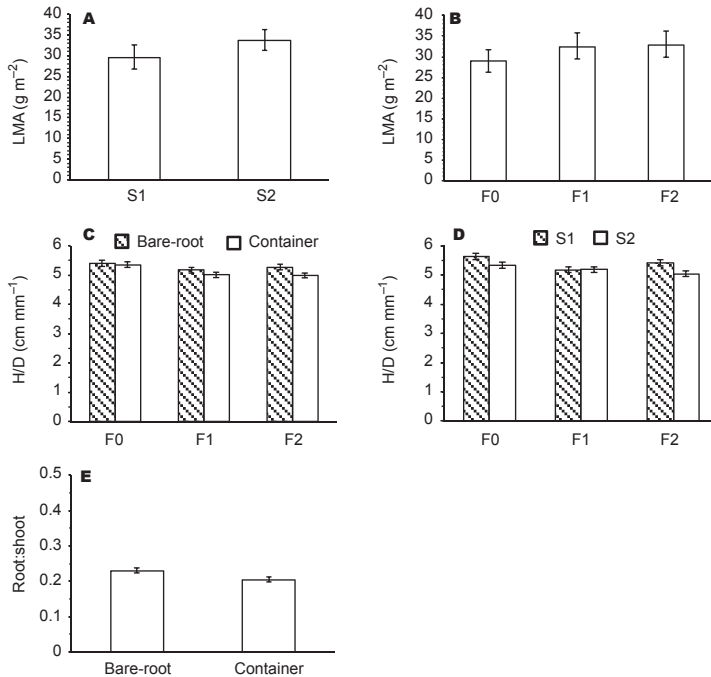 A
LMA (g m⁻²)
40
35
30
25
20
15
10
5
0
S1 S2
B
LMA (g m⁻²)
40
35
30
25
20
15
10
5
0
F0 F1 F2
C Bare-root Container
H/D (cm mm⁻¹)
6
5
4
3
2
1
0
F0 F1 F2
D S1 S2
H/D (cm mm⁻¹)
6
5
4
3
2
1
0
F0 F1 F2
E
Root:shoot
0.5
0.4
0.3
0.2
0.1
0
Bare-root Container